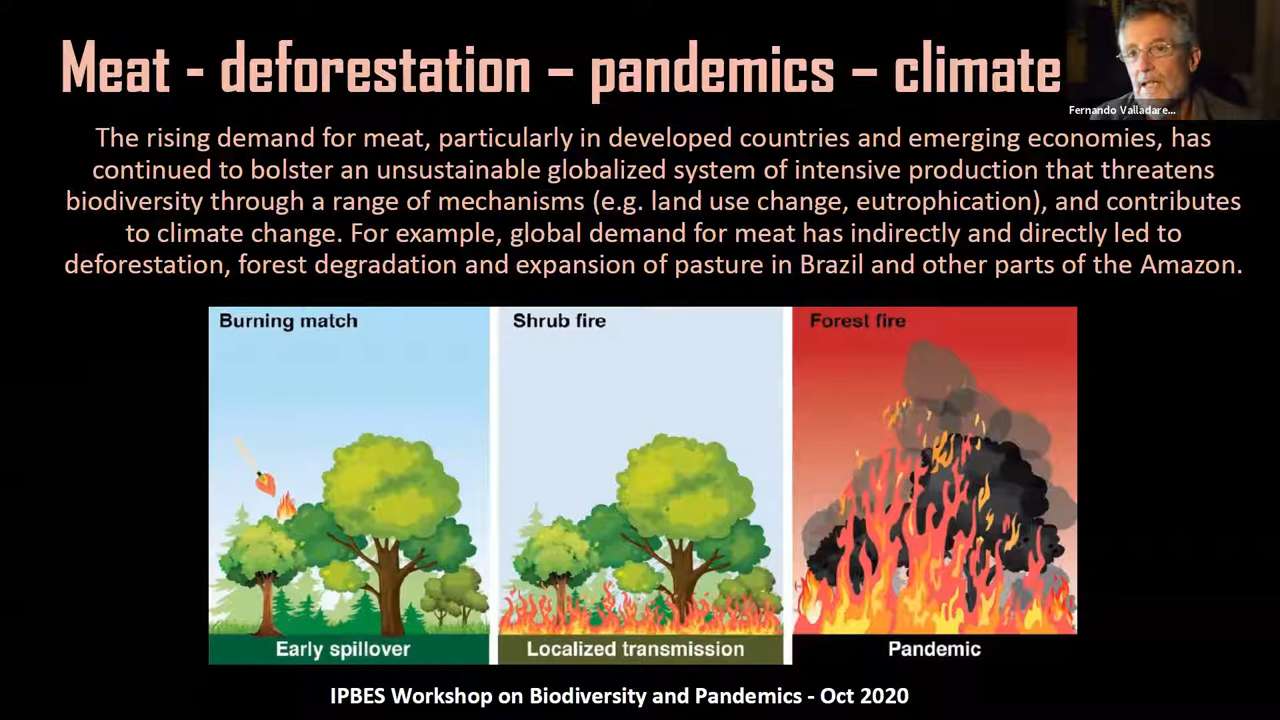 Meat - deforestation – pandemics – climate
Fernando Valladare...
The rising demand for meat, particularly in developed countries and emerging economies, has
continued to bolster an unsustainable globalized system of intensive production that threatens
biodiversity through a range of mechanisms (e.g. land use change, eutrophication), and contributes
to climate change. For example, global demand for meat has indirectly and directly led to
deforestation, forest degradation and expansion of pasture in Brazil and other parts of the Amazon.
Burning match
Shrub fire
Forest fire
Early spillover
Localized transmission
Pandemic
IPBES Workshop on Biodiversity and Pandemics - Oct 2020